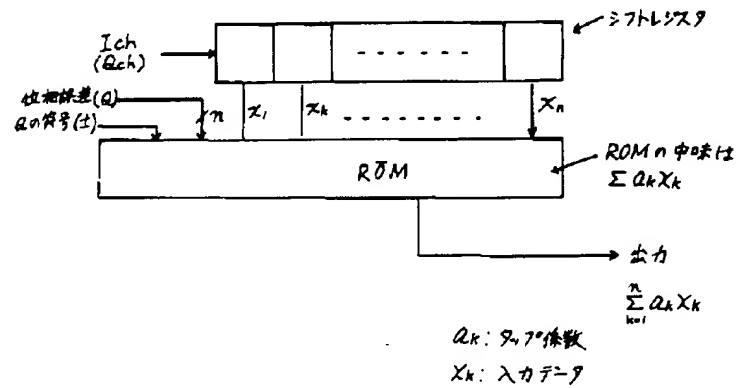 シフトレジスタ
Ich
(Qch)
位相誤差(Q)
Qの符号(±)
n
x₁
xₖ
xₙ
ROM
ROMの中味は
Σ aₖxₖ
出力
n
Σ aₖxₖ
k=1
aₖ: タップ係数
xₖ: 入力データ